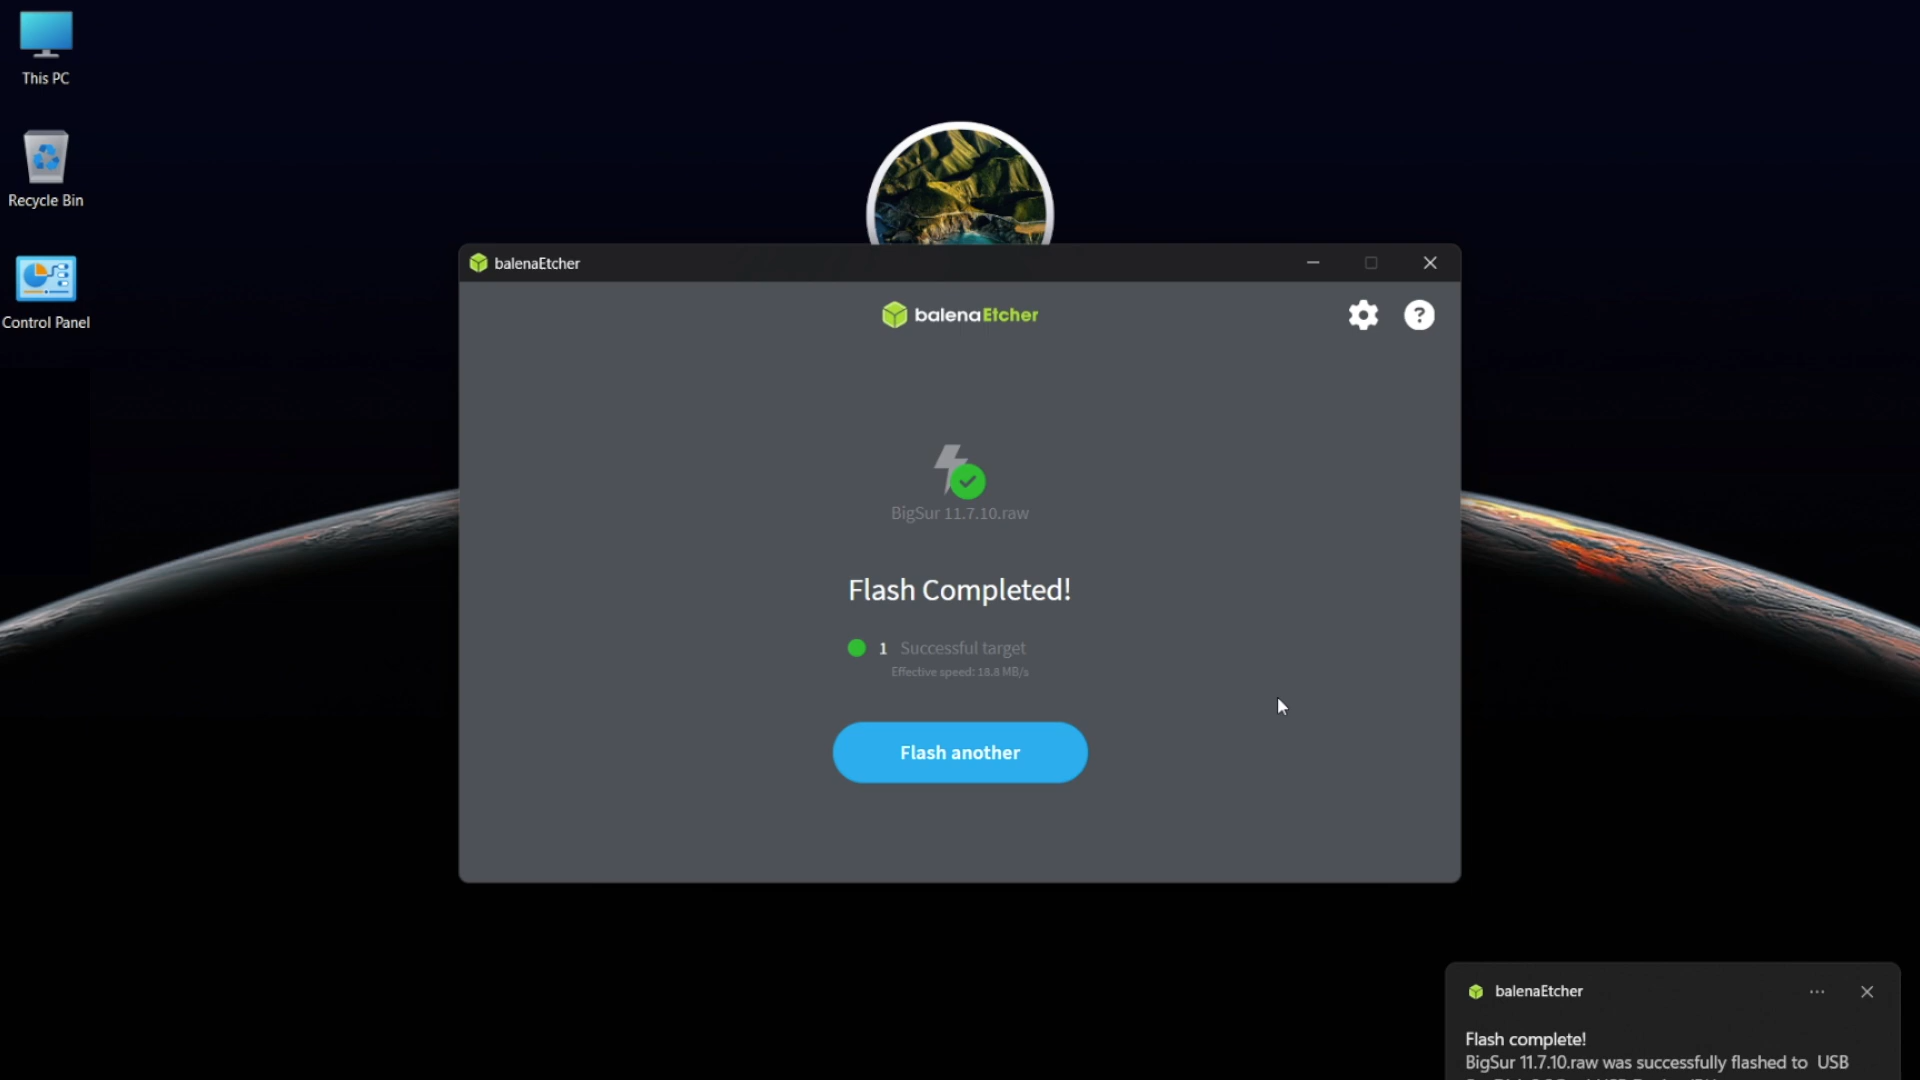 This PC
Recycle Bin
Control Panel
balenaEtcher
balenaEtcher
?
BigSur 11.7.10.raw
Flash Completed!
1 Successful target
Effective speed: 18.8 MB/s
Flash another
balenaEtcher
Flash complete!
BigSur 11.7.10.raw was successfully flashed to USB